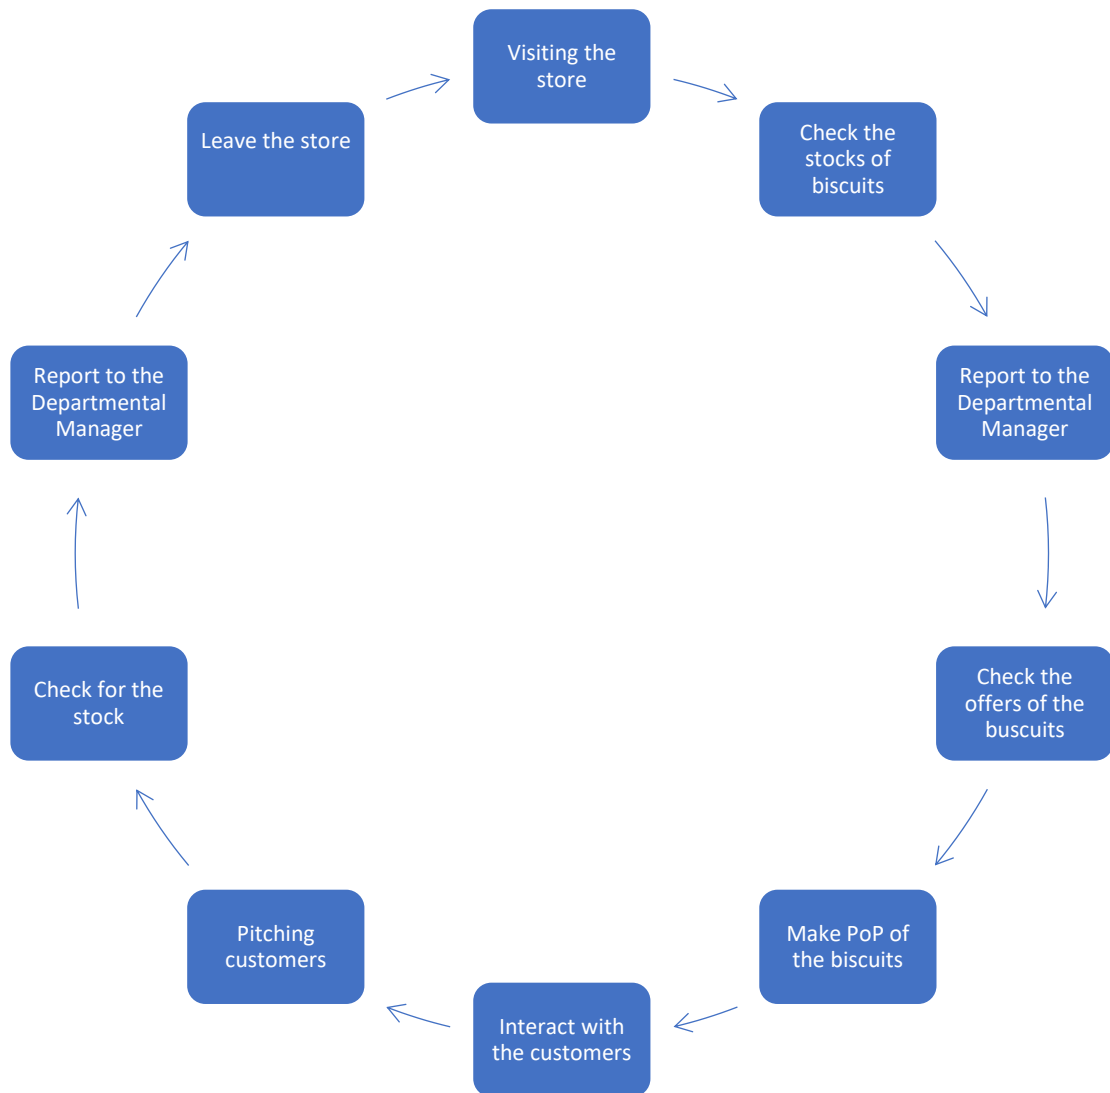 Visiting the
store
Check the
stocks of
biscuits
Report to the
Departmental
Manager
Check the
offers of the
buscuits
Make PoP of
the biscuits
Interact with
the customers
Pitching
customers
Check for the
stock
Report to the
Departmental
Manager
Leave the store